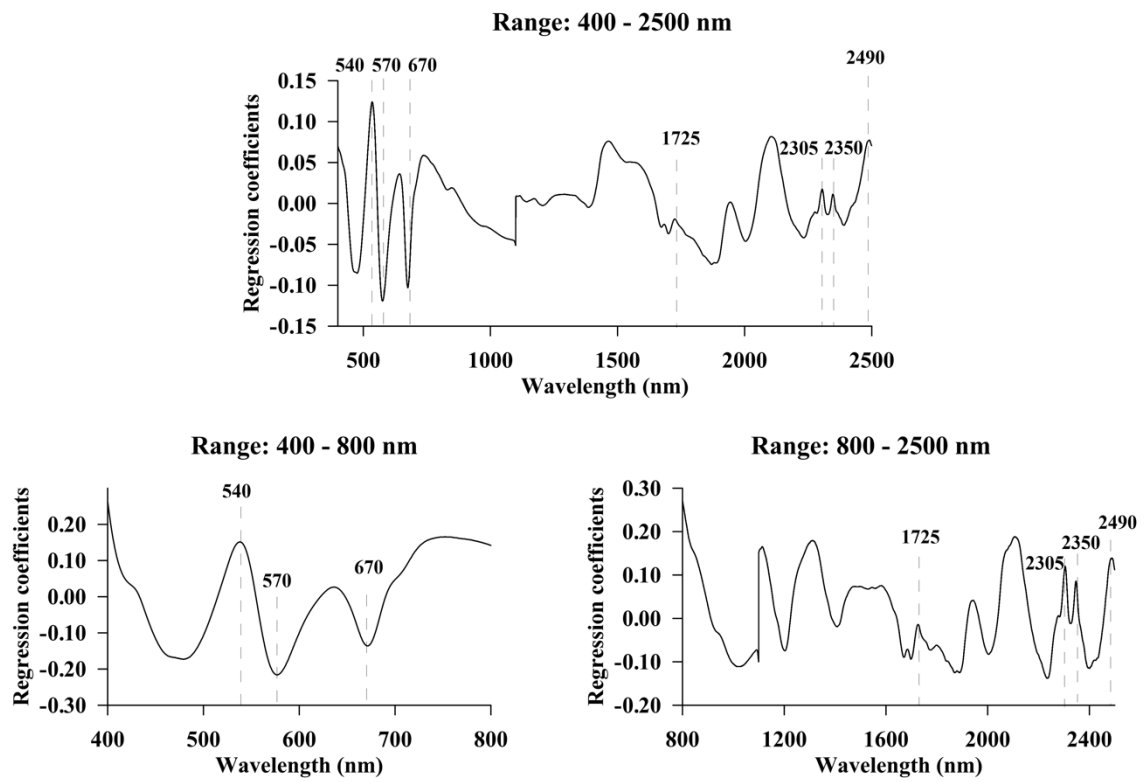 Range: 400 - 2500 nm
540 570 670
2490
1725
2305 2350
Regression coefficients
0.15
0.10
0.05
0.00
-0.05
-0.10
-0.15
500 1000 1500 2000 2500
Wavelength (nm)
Range: 400 - 800 nm
540
570
670
Regression coefficients
0.20
0.10
0.00
-0.10
-0.20
-0.30
400 500 600 700 800
Wavelength (nm)
Range: 800 - 2500 nm
1725
2305
2350
2490
Regression coefficients
0.30
0.20
0.10
0.00
-0.10
-0.20
800 1200 1600 2000 2400
Wavelength (nm)